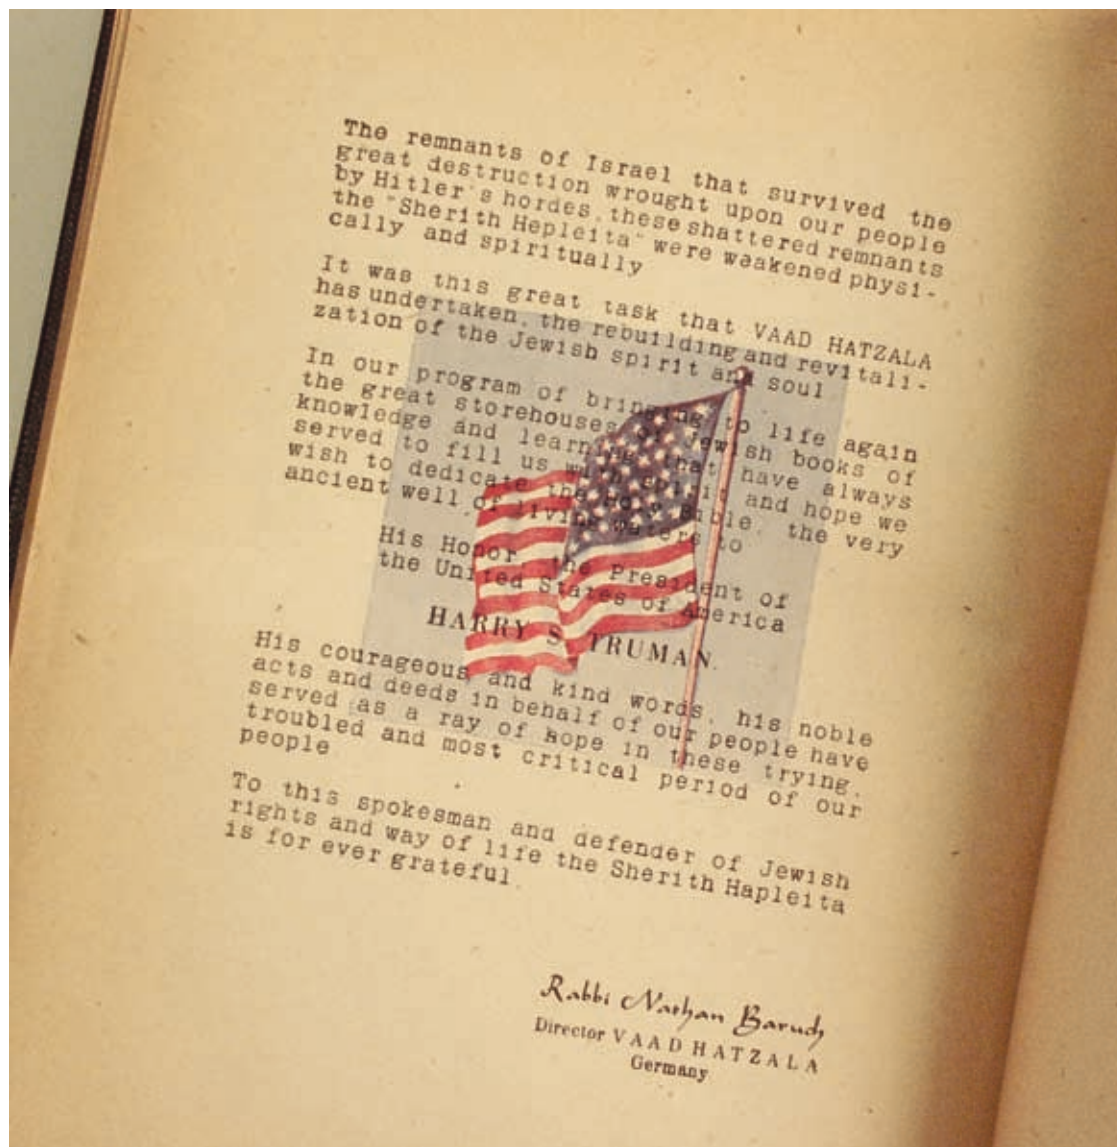 The remnants of Israel that survived the
great destruction wrought upon our people
by Hitler's hordes, these shattered remnants
the "Sherith Hepleita" were weakened physi-
cally and spiritually
It was this great task that VAAD HATZALA
has undertaken, the rebuilding and revitali-
zation of the Jewish spirit and soul
In our program of bringing to life again
the great storehouses of Jewish books of
knowledge and learning that have always
served to fill us with spirit and hope we
wish to dedicate the Holy Bible, the very
ancient well of living waters to
His Honor the President of
the United States of America
HARRY S. TRUMAN.
His courageous and kind words, his noble
acts and deeds in behalf of our people have
served as a ray of hope in these trying,
troubled and most critical period of our
people
To this spokesman and defender of Jewish
rights and way of life the Sherith Hapleita
is for ever grateful
Rabbi Nathan Baruch
Director VAAD HATZALA
Germany